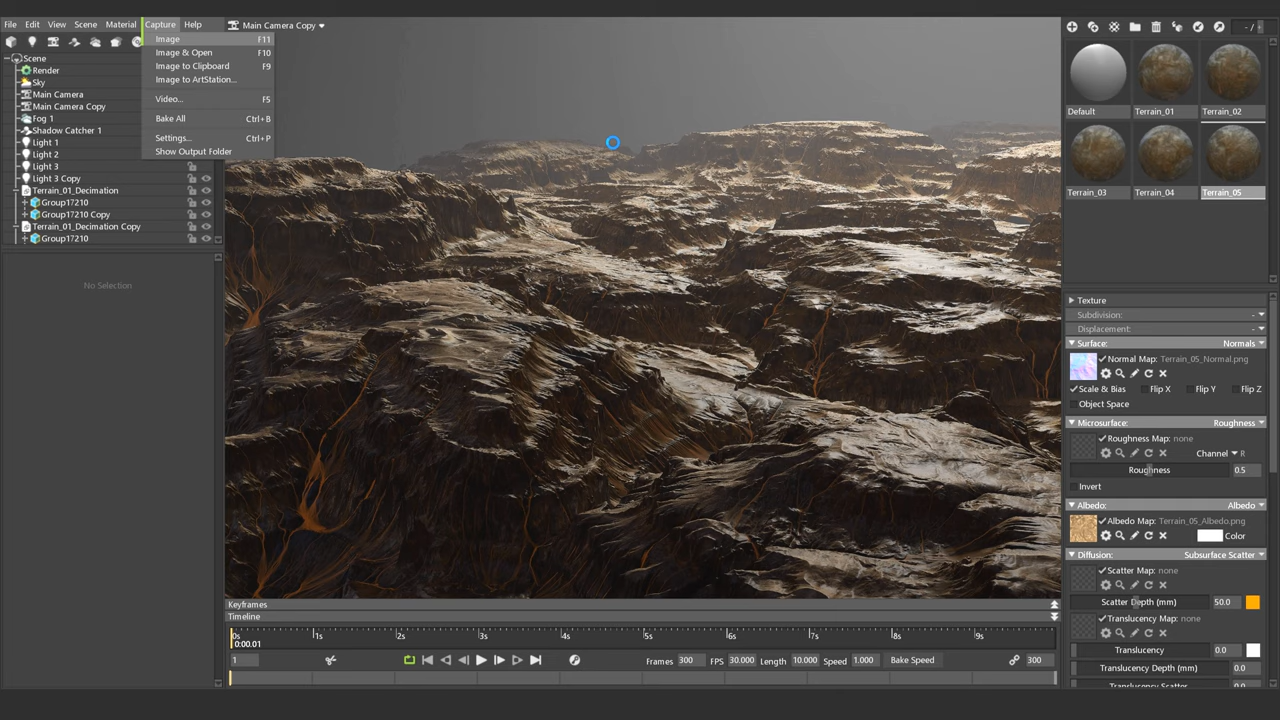 File Edit View Scene Material Capture Help
Main Camera Copy
- /
Image F11
Image & Open F10
Image to Clipboard F9
Image to ArtStation...
Video... F5
Bake All Ctrl+B
Settings... Ctrl+P
Show Output Folder
Scene
Render
Sky
Main Camera
Main Camera Copy
Fog 1
Shadow Catcher 1
Light 1
Light 2
Light 3
Light 3 Copy
Terrain_01_Decimation
Group17210
Group17210 Copy
Terrain_01_Decimation Copy
Group17210
No Selection
Default Terrain_01 Terrain_02
Terrain_03 Terrain_04 Terrain_05
Texture
Subdivision: -
Displacement: -
Surface: Normals
Normal Map: Terrain_05_Normal.png
Scale & Bias Flip X Flip Y Flip Z
Object Space
Microsurface: Roughness
Roughness Map: none
Channel R
Roughness 0.5
Invert
Albedo: Albedo
Albedo Map: Terrain_05_Albedo.png
Color
Diffusion: Subsurface Scatter
Scatter Map: none
Scatter Depth (mm) 50.0
Translucency Map: none
Translucency 0.0
Translucency Depth (mm) 0.0
Translucency Scatter
Keyframes
Timeline
0s 1s 2s 3s 4s 5s 6s 7s 8s 9s
0:00.01
1 Frames 300 FPS 30.000 Length 10.000 Speed 1.000 Bake Speed 300